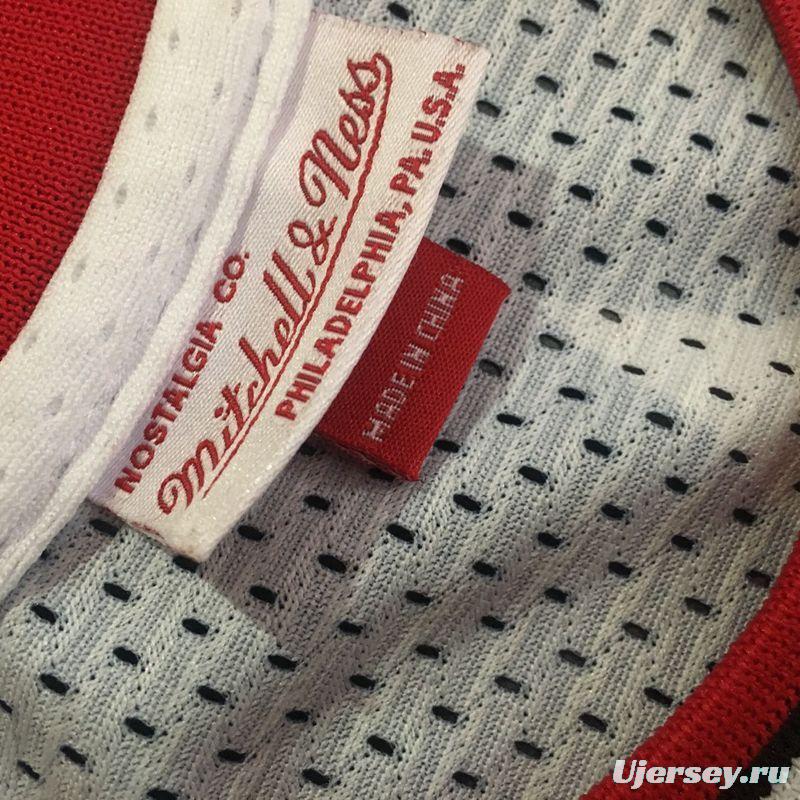 NOSTALGIA CO.
Mitchell & Ness
PHILADELPHIA, PA. U.S.A.
MADE IN CHINA
Ujersey.ru